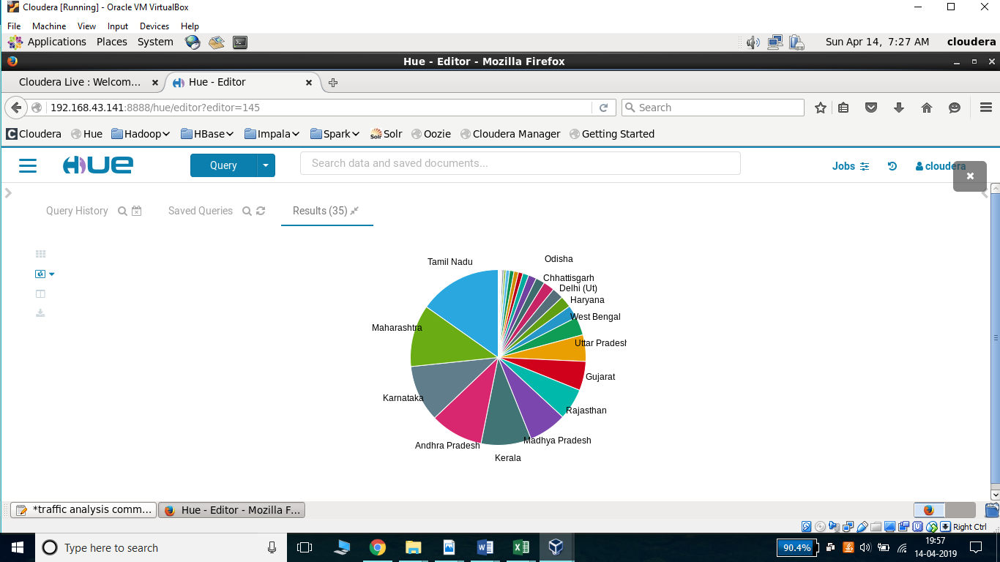 Cloudera [Running] - Oracle VM VirtualBox
File Machine View Input Devices Help
Applications Places System Sun Apr 14, 7:27 AM cloudera
Hue - Editor - Mozilla Firefox
Cloudera Live : Welcom... Hue - Editor
192.168.43.141:8888/hue/editor?editor=145 Search
Cloudera Hue Hadoop HBase Impala Spark Solr Oozie Cloudera Manager Getting Started
HUE Query Search data and saved documents... Jobs cloudera
Query History Saved Queries Results (35)
Odisha
Tamil Nadu
Chhattisgarh
Delhi (Ut)
Haryana
West Bengal
Maharashtra
Uttar Pradesh
Gujarat
Karnataka
Rajasthan
Madhya Pradesh
Andhra Pradesh
Kerala
*traffic analysis comm... Hue - Editor - Mozilla F...
Right Ctrl
Type here to search 90.4% 19:57
14-04-2019